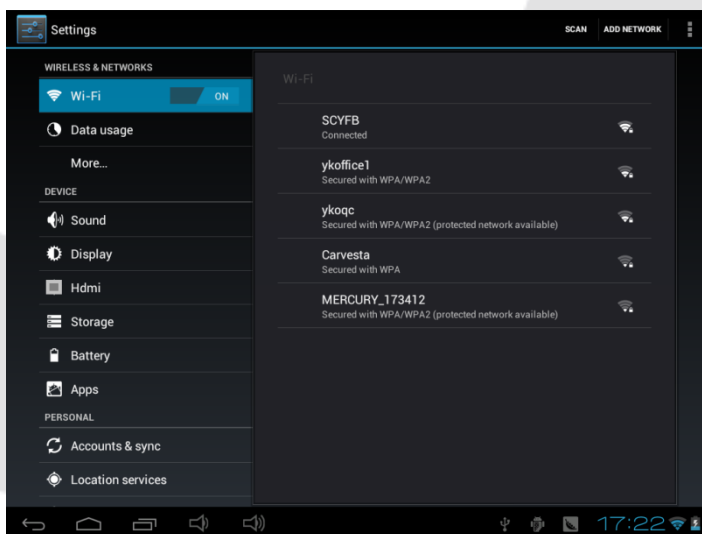 Settings
SCAN
ADD NETWORK
WIRELESS & NETWORKS
Wi-Fi
ON
Data usage
More...
DEVICE
Sound
Display
Hdmi
Storage
Battery
Apps
PERSONAL
Accounts & sync
Location services
Wi-Fi
SCYFB
Connected
ykoffice1
Secured with WPA/WPA2
ykoqc
Secured with WPA/WPA2 (protected network available)
Carvesta
Secured with WPA
MERCURY_173412
Secured with WPA/WPA2 (protected network available)
17:22